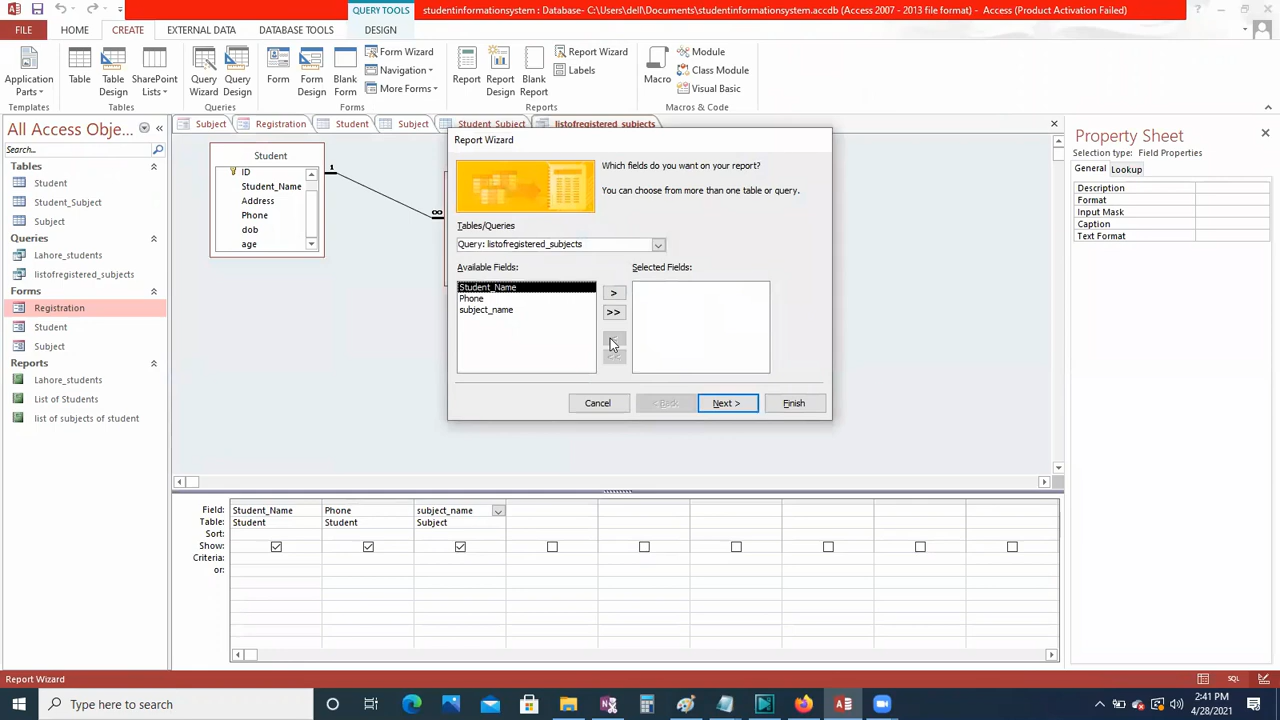 QUERY TOOLS
studentinformationsystem : Database- C:\Users\dell\Documents\studentinformationsystem.accdb (Access 2007 - 2013 file format) - Access (Product Activation Failed)
FILE
HOME
CREATE
EXTERNAL DATA
DATABASE TOOLS
DESIGN
Application Parts
Table
Table Design
SharePoint Lists
Query Wizard
Query Design
Form
Form Design
Blank Form
Form Wizard
Navigation
More Forms
Report
Report Design
Blank Report
Report Wizard
Labels
Macro
Module
Class Module
Visual Basic
Templates
Tables
Queries
Forms
Reports
Macros & Code
All Access Obje...
Search...
Tables
Student
Student_Subject
Subject
Queries
Lahore_students
listofregistered_subjects
Forms
Registration
Student
Subject
Reports
Lahore_students
List of Students
list of subjects of student
Subject
Registration
Student
Subject
Student_Subject
listofregistered_subjects
Student
ID
Student_Name
Address
Phone
dob
age
1
∞
Report Wizard
Which fields do you want on your report?
You can choose from more than one table or query.
Tables/Queries
Query: listofregistered_subjects
Available Fields:
Selected Fields:
Student_Name
Phone
subject_name
>
>>
<<
Cancel
< Back
Next >
Finish
Property Sheet
Selection type: Field Properties
General
Lookup
Description
Format
Input Mask
Caption
Text Format
Field:
Student_Name
Phone
subject_name
Table:
Student
Student
Subject
Sort:
Show:
Criteria:
or:
Report Wizard
SQL
Type here to search
2:41 PM
4/28/2021